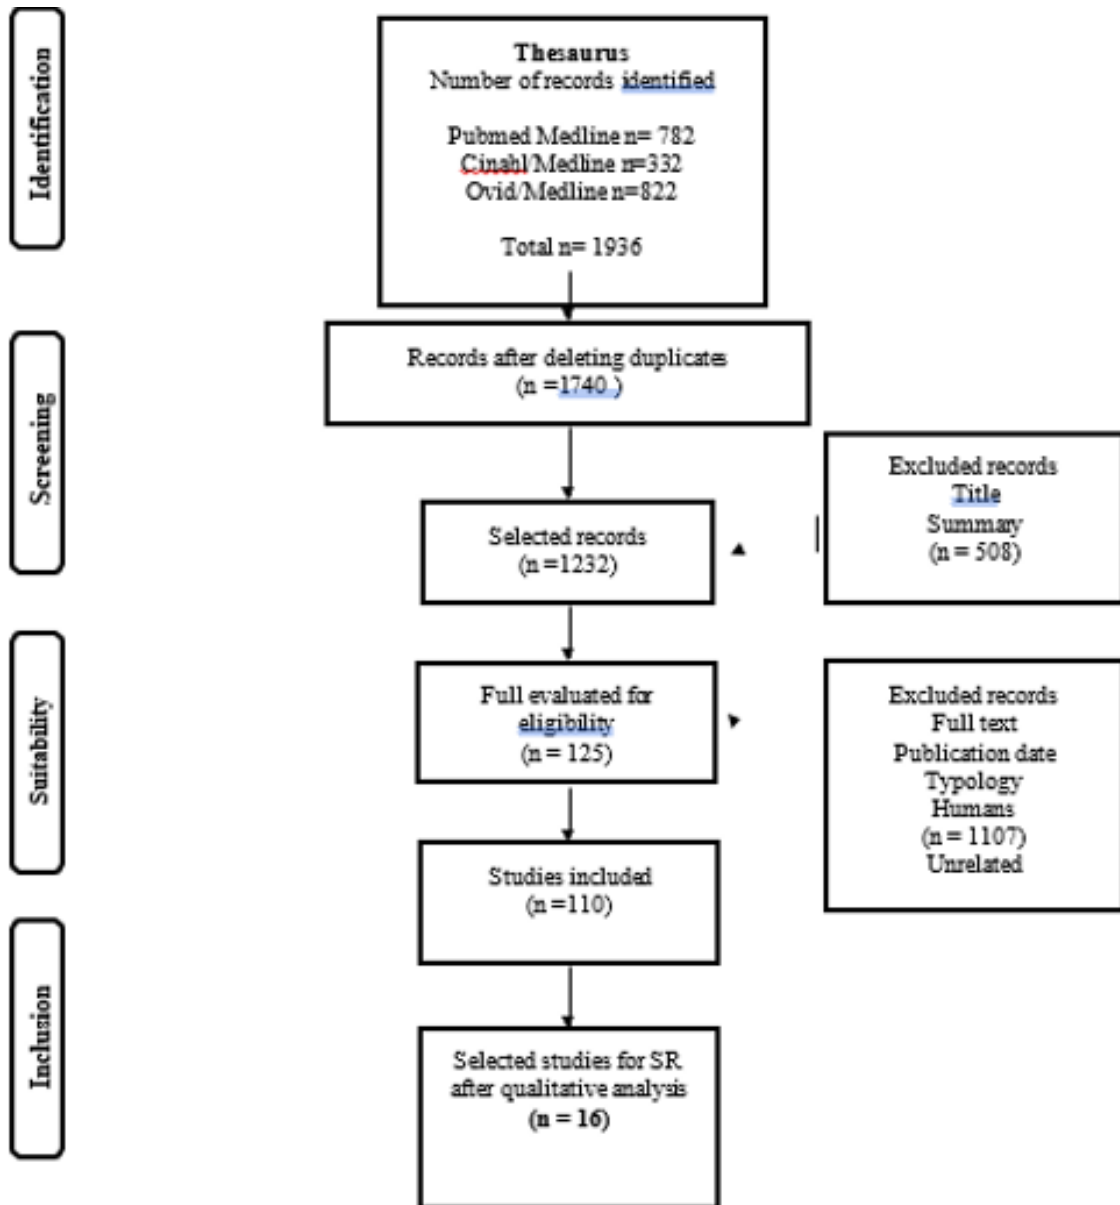 Identification
Thesaurus
Number of records identified
Pubmed Medline n= 782
Cinahl/Medline n=332
Ovid/Medline n=822
Total n= 1936
Screening
Records after deleting duplicates
(n =1740 )
Selected records
(n =1232)
Excluded records
Title
Summary
(n = 508)
Suitability
Full evaluated for
eligibility
(n = 125)
Excluded records
Full text
Publication date
Typology
Humans
(n = 1107)
Unrelated
Studies included
(n =110)
Inclusion
Selected studies for SR
after qualitative analysis
(n = 16)